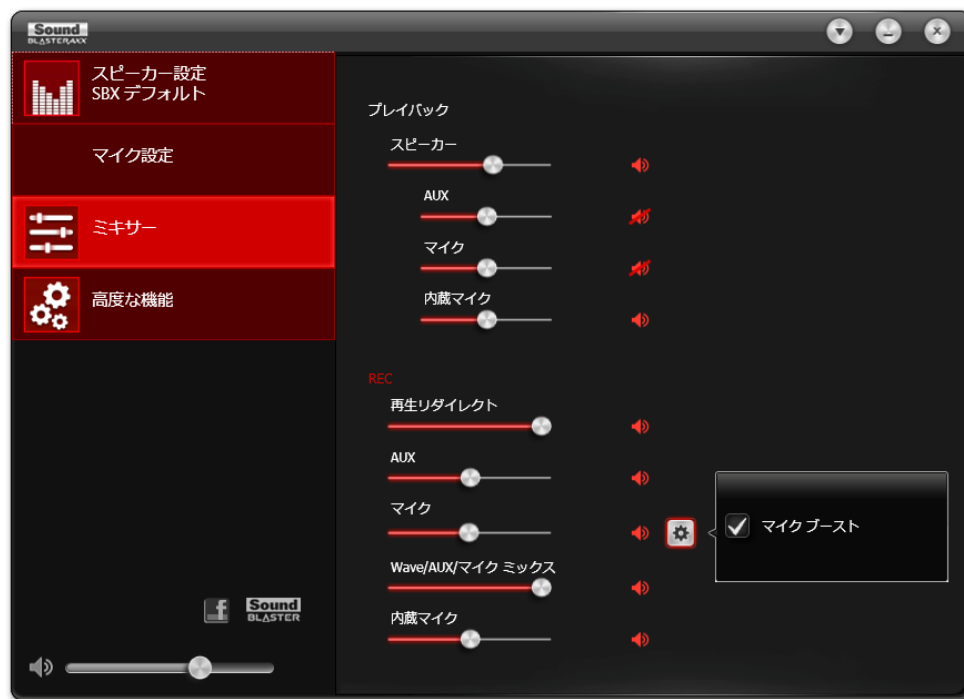 Sound
BLASTERAXX
スピーカー設定
SBX デフォルト
マイク設定
ミキサー
高度な機能
プレイバック
スピーカー
AUX
マイク
内蔵マイク
REC
再生リダイレクト
AUX
マイク
マイク ブースト
Wave/AUX/マイク ミックス
内蔵マイク
f
Sound
BLASTER